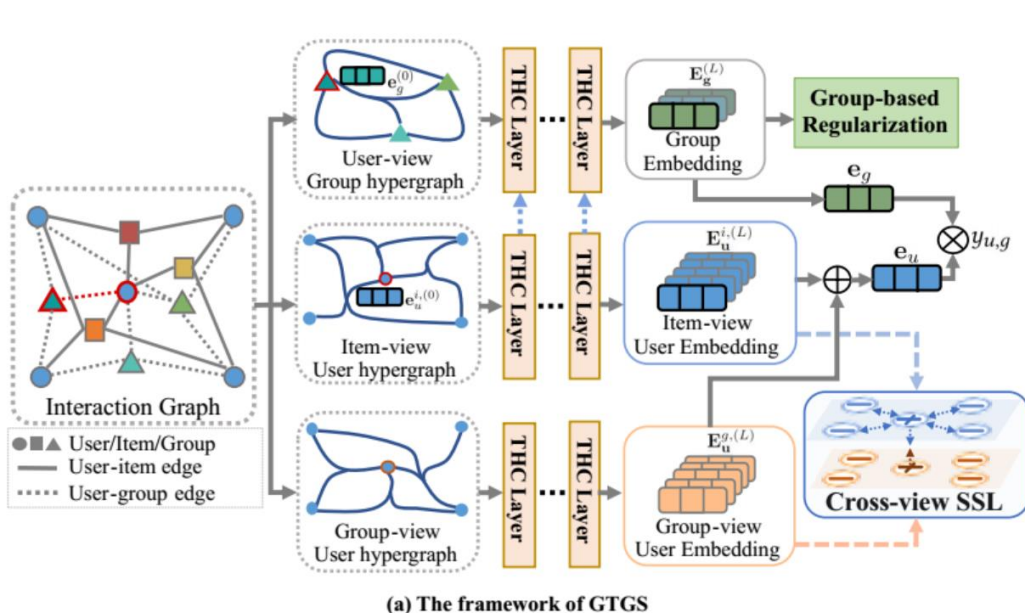 Interaction Graph
User/Item/Group
User-item edge
User-group edge
e_g^{(0)}
User-view
Group hypergraph
e_u^{i,(0)}
Item-view
User hypergraph
Group-view
User hypergraph
THC Layer
...
THC Layer
THC Layer
...
THC Layer
THC Layer
...
THC Layer
E_g^{(L)}
Group
Embedding
E_u^{i,(L)}
Item-view
User Embedding
E_u^{g,(L)}
Group-view
User Embedding
Group-based
Regularization
e_g
e_u
y_{u,g}
Cross-view SSL
(a) The framework of GTGS